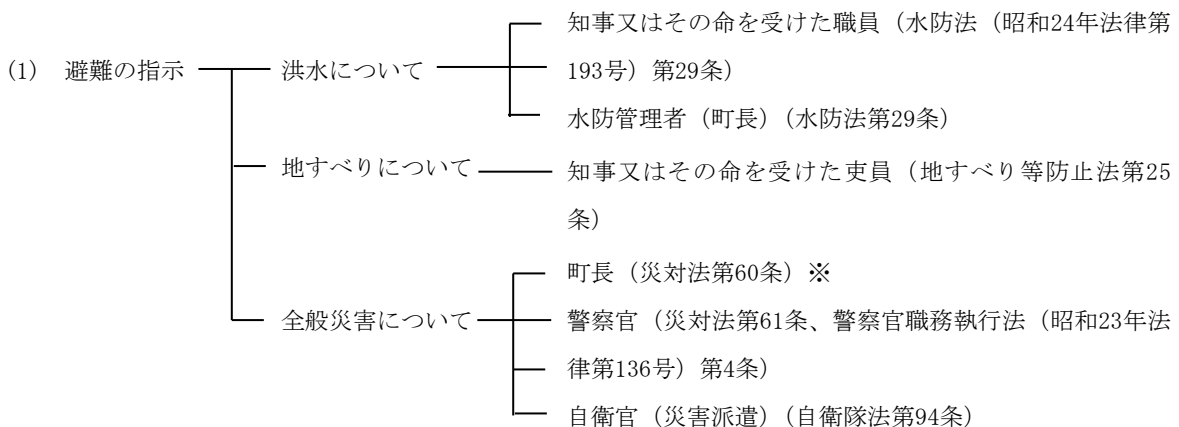 知事又はその命を受けた職員（水防法（昭和24年法律第
(1) 避難の指示 洪水について 193号）第29条）
水防管理者（町長）（水防法第29条）
地すべりについて 知事又はその命を受けた吏員（地すべり等防止法第25
条）
町長（災対法第60条）※
全般災害について 警察官（災対法第61条、警察官職務執行法（昭和23年法
律第136号）第4条）
自衛官（災害派遣）（自衛隊法第94条）